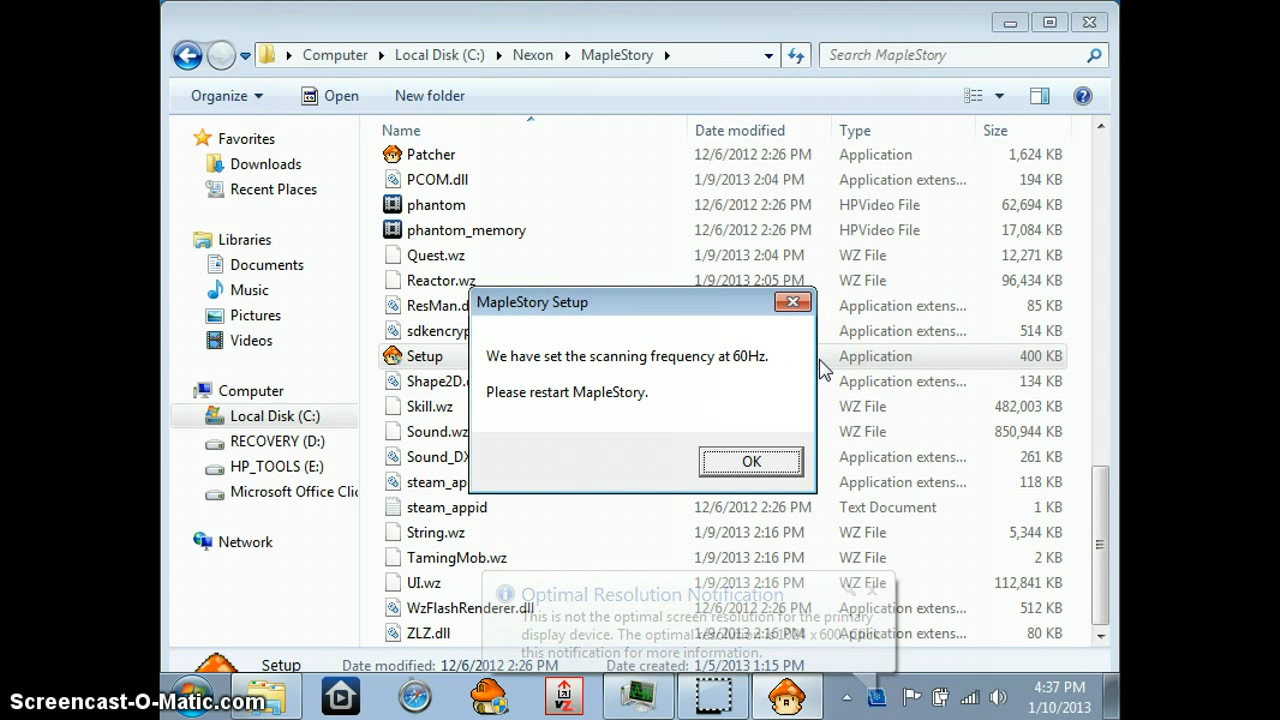 Computer Local Disk (C:) Nexon MapleStory Search MapleStory
Organize Open New folder
Favorites
Downloads
Recent Places
Libraries
Documents
Music
Pictures
Videos
Computer
Local Disk (C:)
RECOVERY (D:)
HP_TOOLS (E:)
Microsoft Office Clic
Network
Name Date modified Type Size
Patcher 12/6/2012 2:26 PM Application 1,624 KB
PCOM.dll 1/9/2013 2:04 PM Application extens... 194 KB
phantom 12/6/2012 2:26 PM HPVideo File 62,694 KB
phantom_memory 12/6/2012 2:26 PM HPVideo File 17,084 KB
Quest.wz 1/9/2013 2:04 PM WZ File 12,271 KB
Reactor.wz 1/9/2013 2:05 PM WZ File 96,434 KB
ResMan.d Application extens... 85 KB
sdkencryp Application extens... 514 KB
Setup Application 400 KB
Shape2D. Application extens... 134 KB
Skill.wz WZ File 482,003 KB
Sound.wz WZ File 850,944 KB
Sound_DX Application extens... 261 KB
steam_ap Application extens... 118 KB
steam_appid 12/6/2012 2:26 PM Text Document 1 KB
String.wz 1/9/2013 2:16 PM WZ File 5,344 KB
TamingMob.wz 1/9/2013 2:16 PM WZ File 2 KB
UI.wz 1/9/2013 2:16 PM WZ File 112,841 KB
WzFlashRenderer.dll 12/6/2012 2:26 PM Application extens... 512 KB
ZLZ.dll 1/9/2013 2:16 PM Application extens... 80 KB
MapleStory Setup
We have set the scanning frequency at 60Hz.
Please restart MapleStory.
OK
Optimal Resolution Notification
This is not the optimal screen resolution for the primary
display device. The optimal resolution is 1024 x 600. Click
this notification for more information.
Setup Date modified: 12/6/2012 2:26 PM Date created: 1/5/2013 1:15 PM
Screencast-O-Matic.com
4:37 PM
1/10/2013